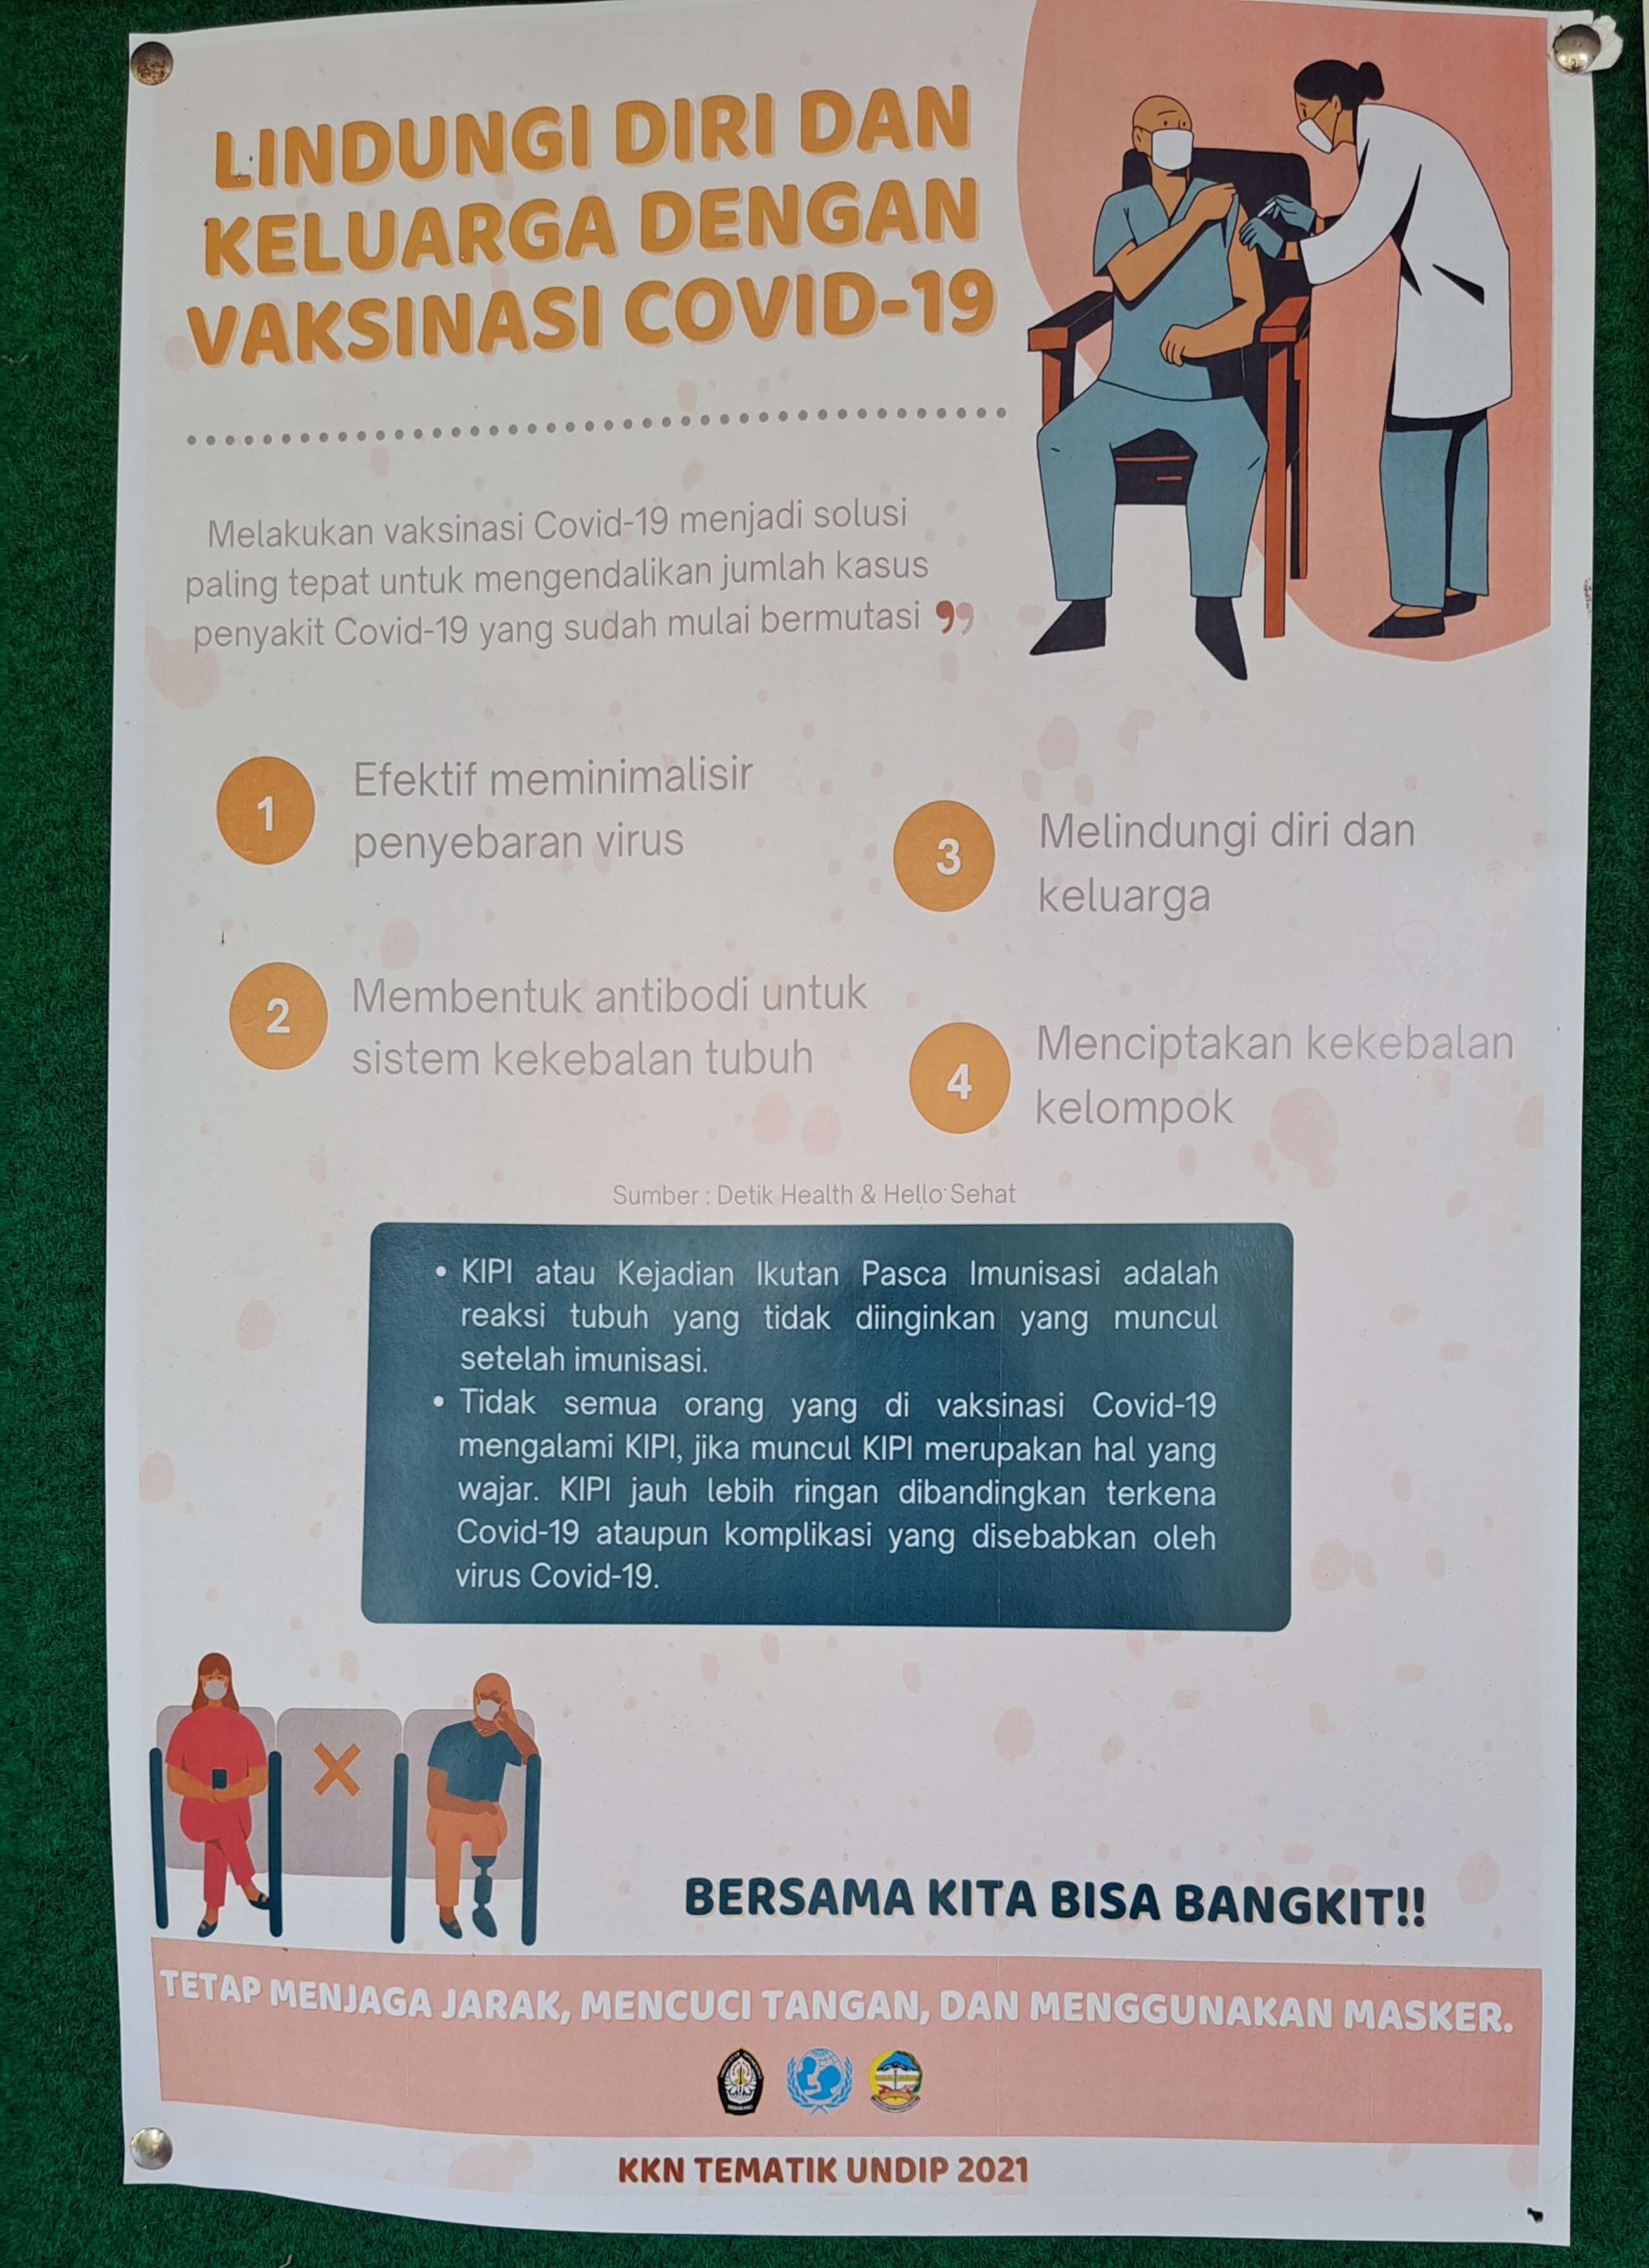 LINDUNGI DIRI DAN
KELUARGA DENGAN
VAKSINASI COVID-19
Melakukan vaksinasi Covid-19 menjadi solusi
paling tepat untuk mengendalikan jumlah kasus
penyakit Covid-19 yang sudah mulai bermutasi ”
1
Efektif meminimalisir
penyebaran virus
2
Membentuk antibodi untuk
sistem kekebalan tubuh
3
Melindungi diri dan
keluarga
4
Menciptakan kekebalan
kelompok
Sumber : Detik Health & Hello Sehat
• KIPI atau Kejadian Ikutan Pasca Imunisasi adalah
reaksi tubuh yang tidak diinginkan yang muncul
setelah imunisasi.
• Tidak semua orang yang di vaksinasi Covid-19
mengalami KIPI, jika muncul KIPI merupakan hal yang
wajar. KIPI jauh lebih ringan dibandingkan terkena
Covid-19 ataupun komplikasi yang disebabkan oleh
virus Covid-19.
BERSAMA KITA BISA BANGKIT!!
TETAP MENJAGA JARAK, MENCUCI TANGAN, DAN MENGGUNAKAN MASKER.
KKN TEMATIK UNDIP 2021